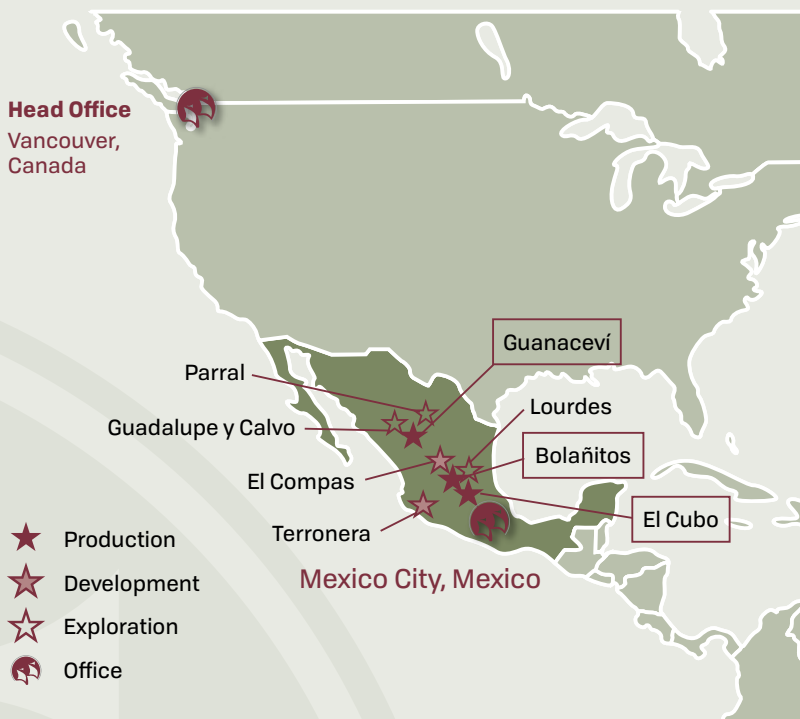 Head Office
Vancouver,
Canada
Guanaceví
Parral
Lourdes
Guadalupe y Calvo
Bolañitos
El Compas
El Cubo
Terronera
Mexico City, Mexico
Production
Development
Exploration
Office